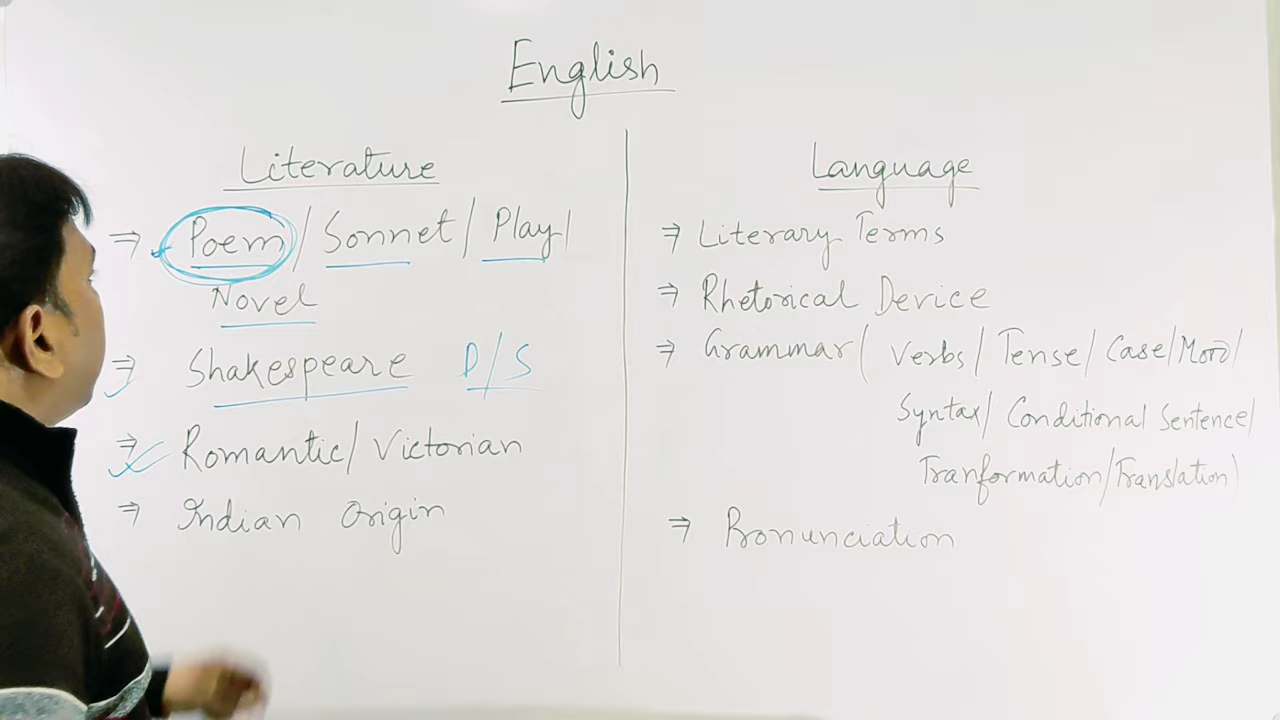 English
Literature
⇒ Poem / Sonnet / Play /
Novel
⇒ Shakespeare D/S
⇒ Romantic / Victorian
⇒ Indian Origin
Language
⇒ Literary Terms
⇒ Rhetorical Device
⇒ Grammar ( Verbs / Tense / Case / Mood /
Syntax / Conditional Sentence /
Tranformation / Translation )
⇒ Pronunciation